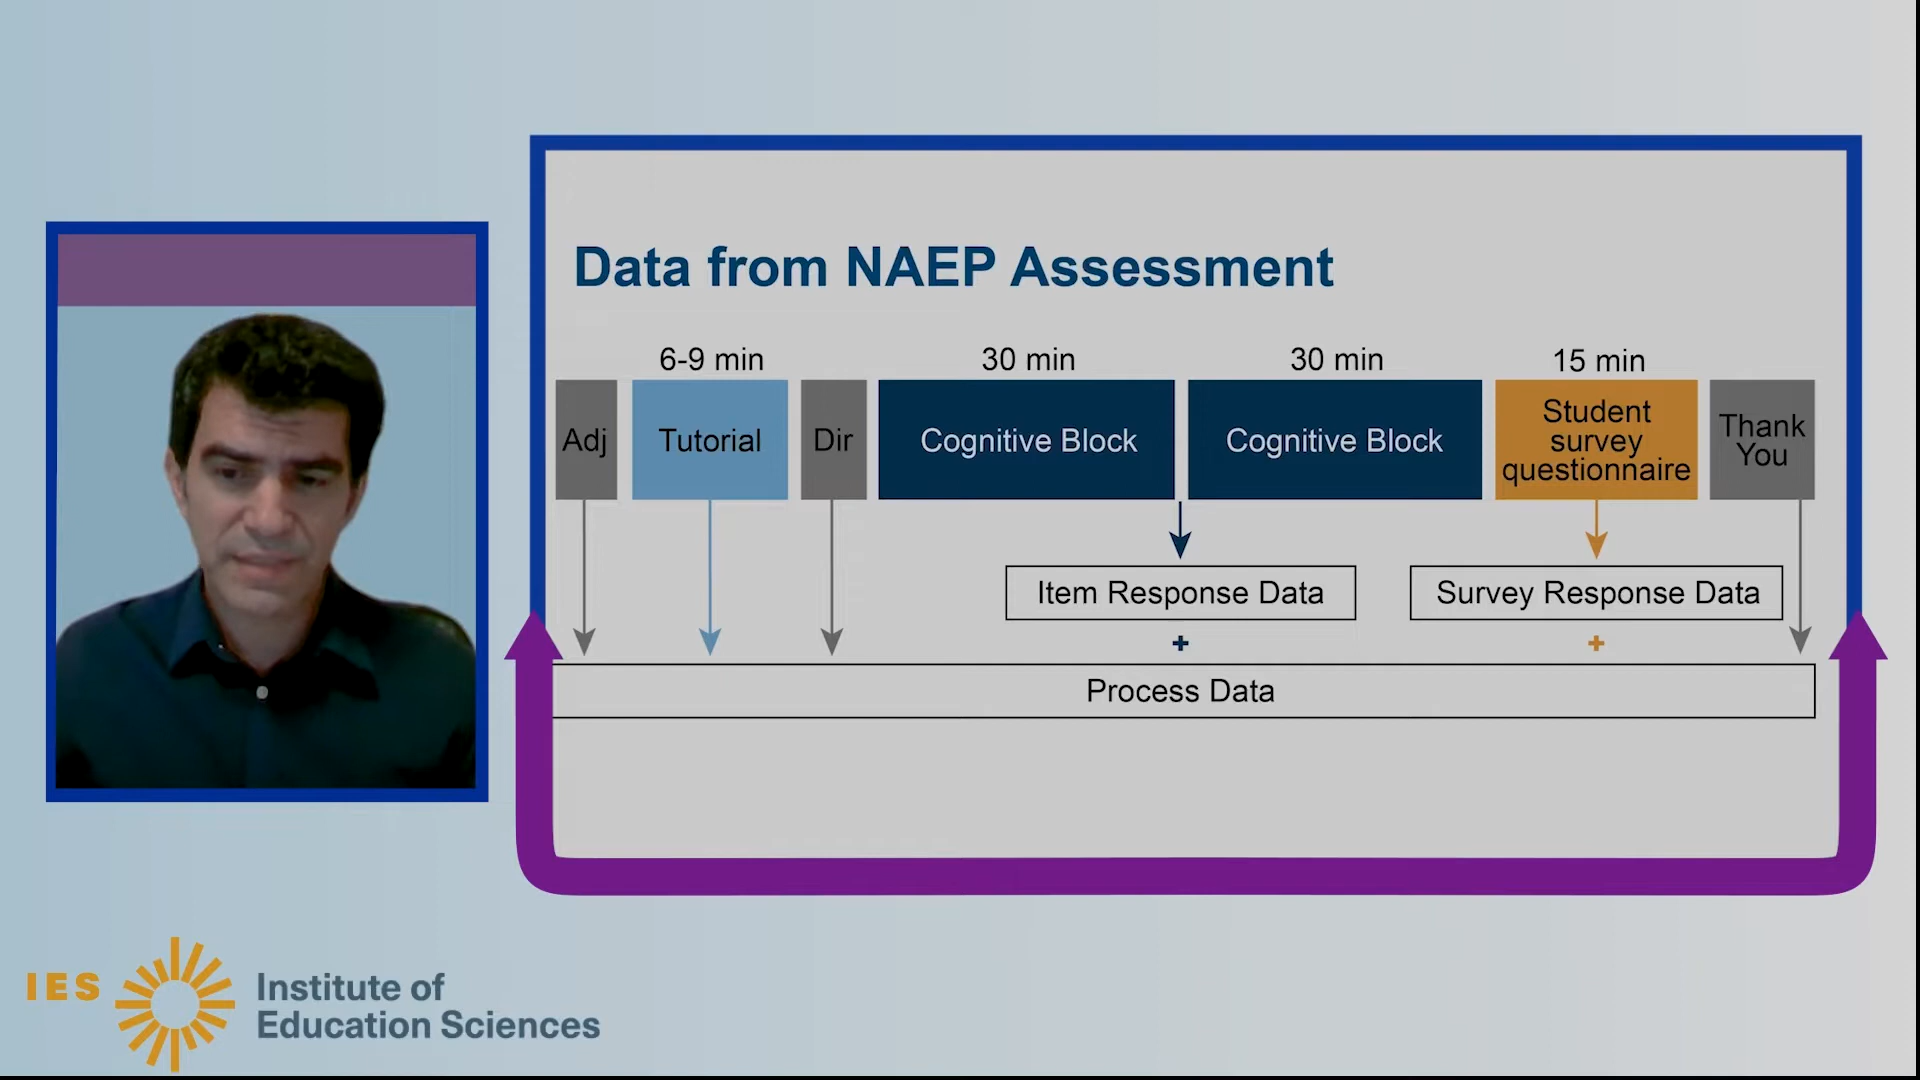 Data from NAEP Assessment
6-9 min
30 min
30 min
15 min
Adj
Tutorial
Dir
Cognitive Block
Cognitive Block
Student
survey
questionnaire
Thank
You
Item Response Data
Survey Response Data
+
+
Process Data
IES
Institute of
Education Sciences